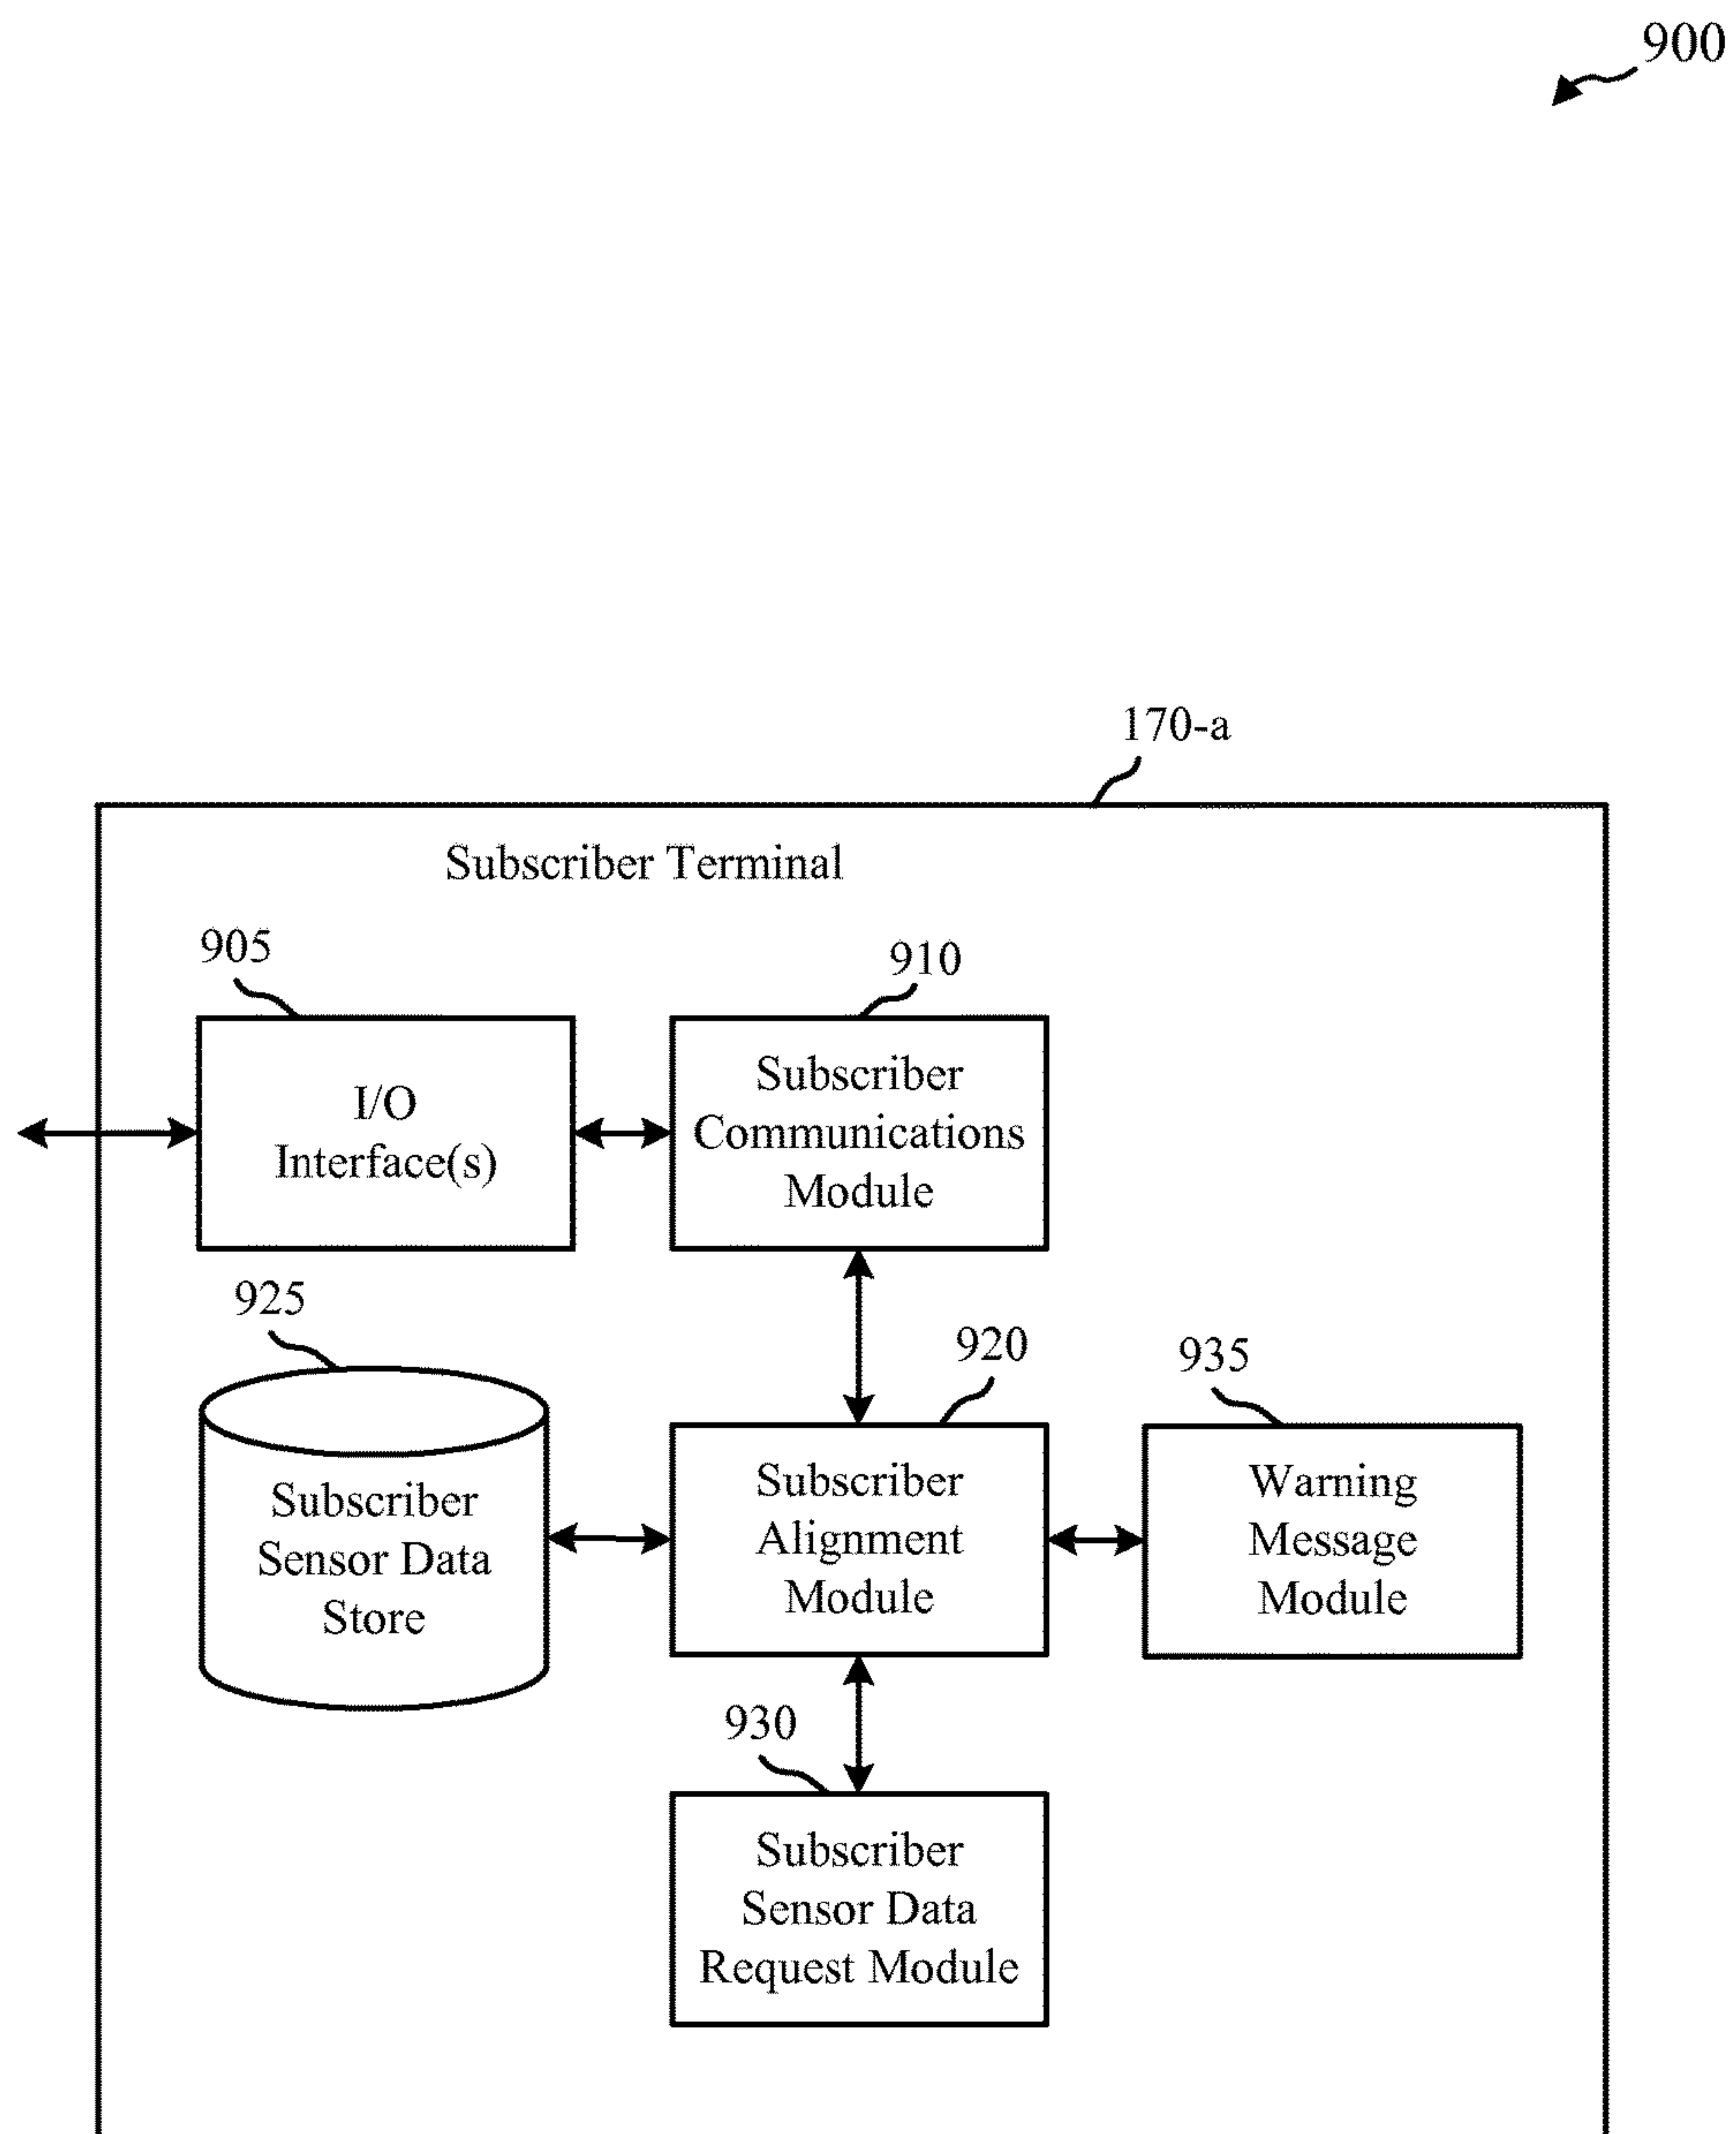 900
170-a
Subscriber Terminal
905
910
I/O
Interface(s)
Subscriber
Communications
Module
925
920
935
Subscriber
Sensor Data
Store
Subscriber
Alignment
Module
Warning
Message
Module
930
Subscriber
Sensor Data
Request Module